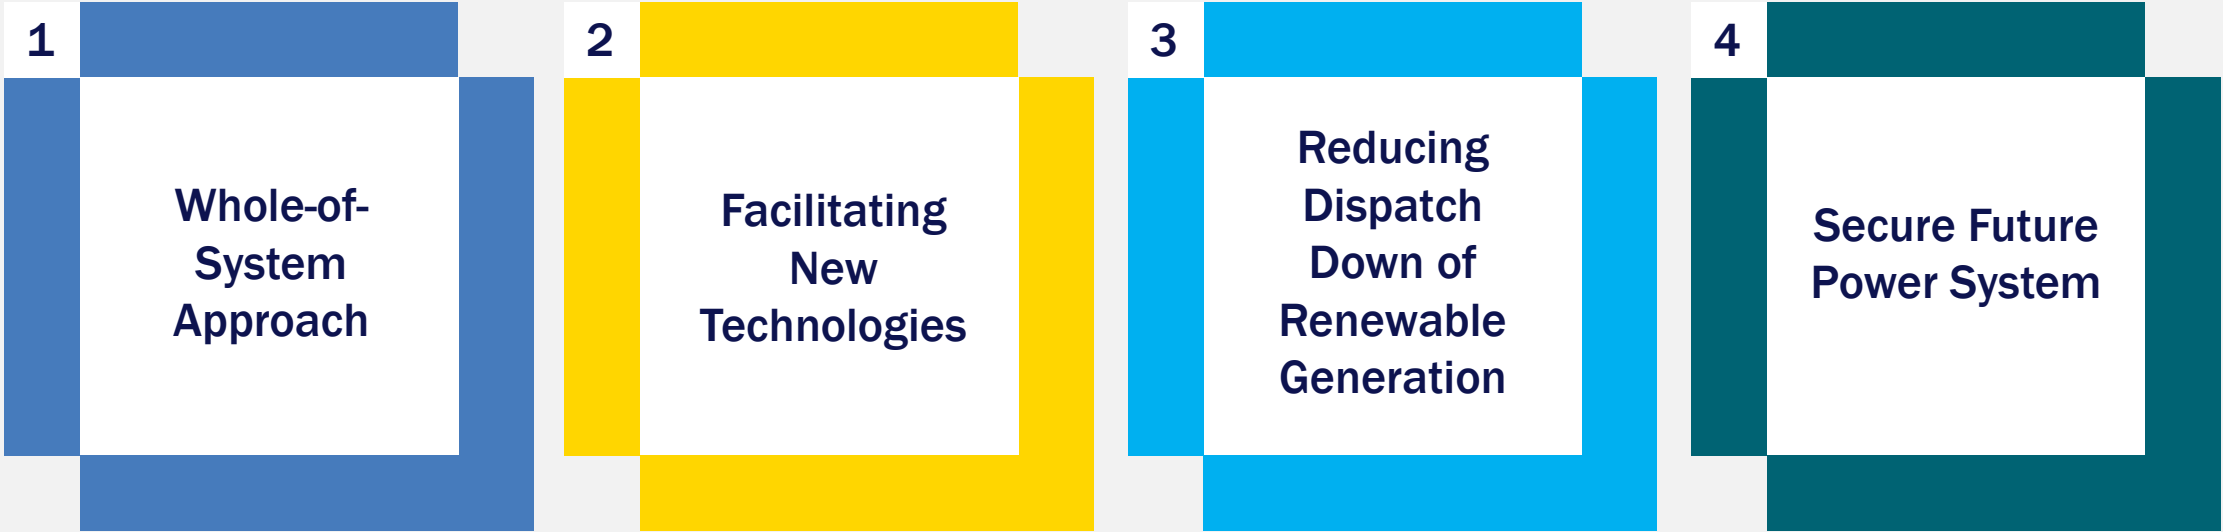 1
Whole-of-
System
Approach
2
Facilitating
New
Technologies
3
Reducing
Dispatch
Down of
Renewable
Generation
4
Secure Future
Power System